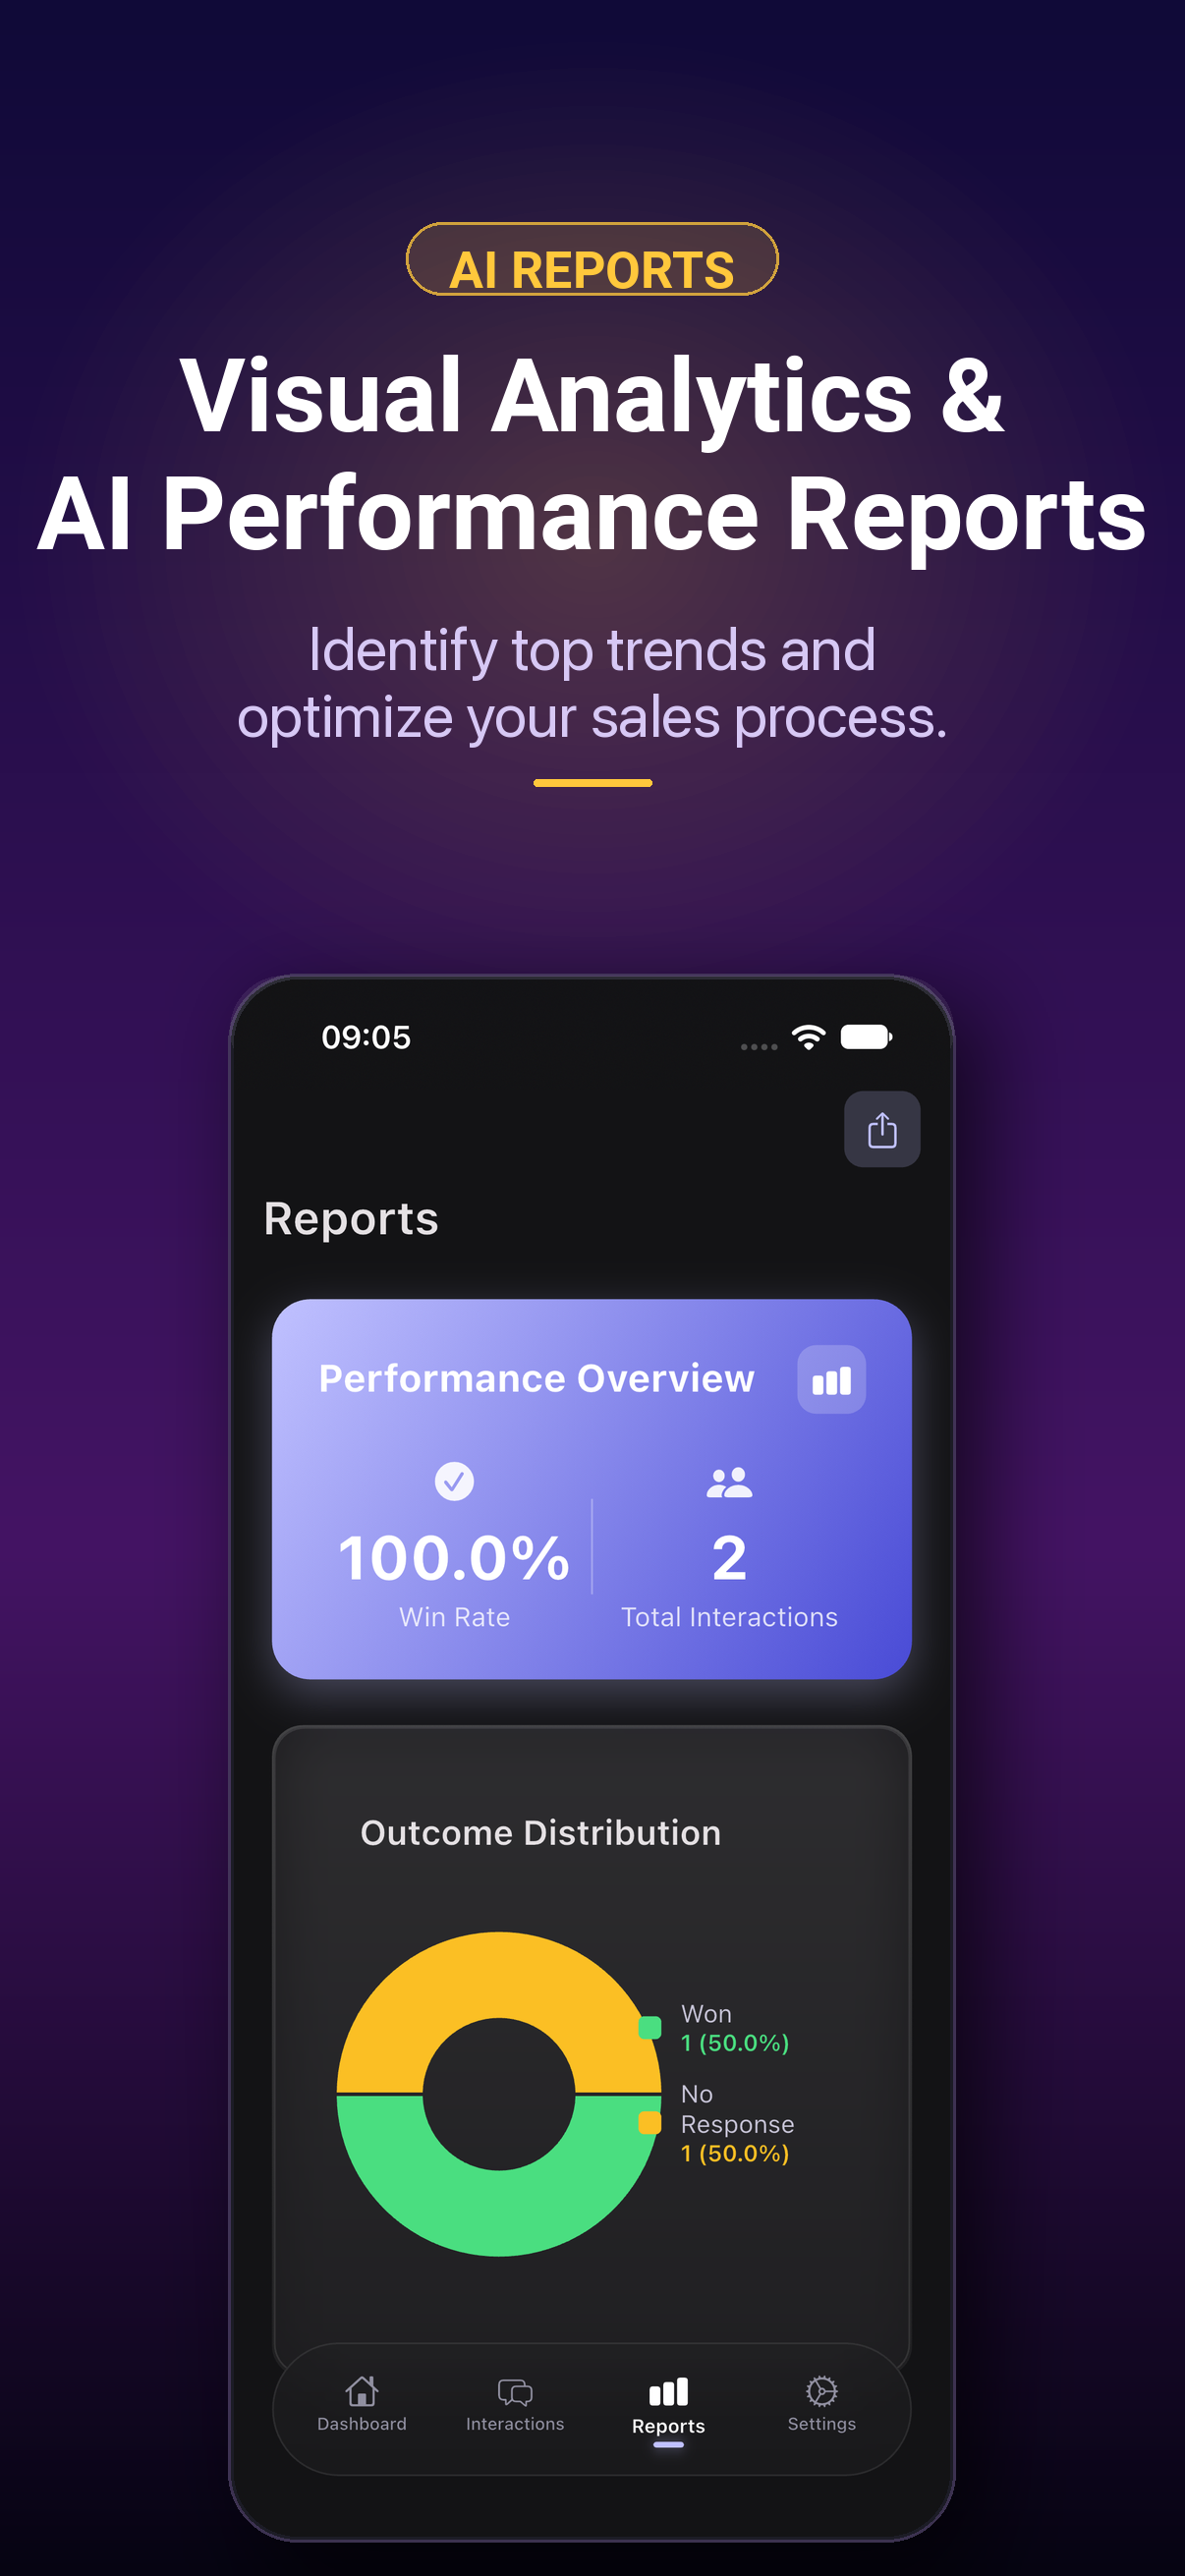 AI REPORTS
Visual Analytics &
AI Performance Reports
Identify top trends and
optimize your sales process.
09:05
Reports
Performance Overview
100.0%
Win Rate
2
Total Interactions
Outcome Distribution
Won
1 (50.0%)
No
Response
1 (50.0%)
Dashboard
Interactions
Reports
Settings